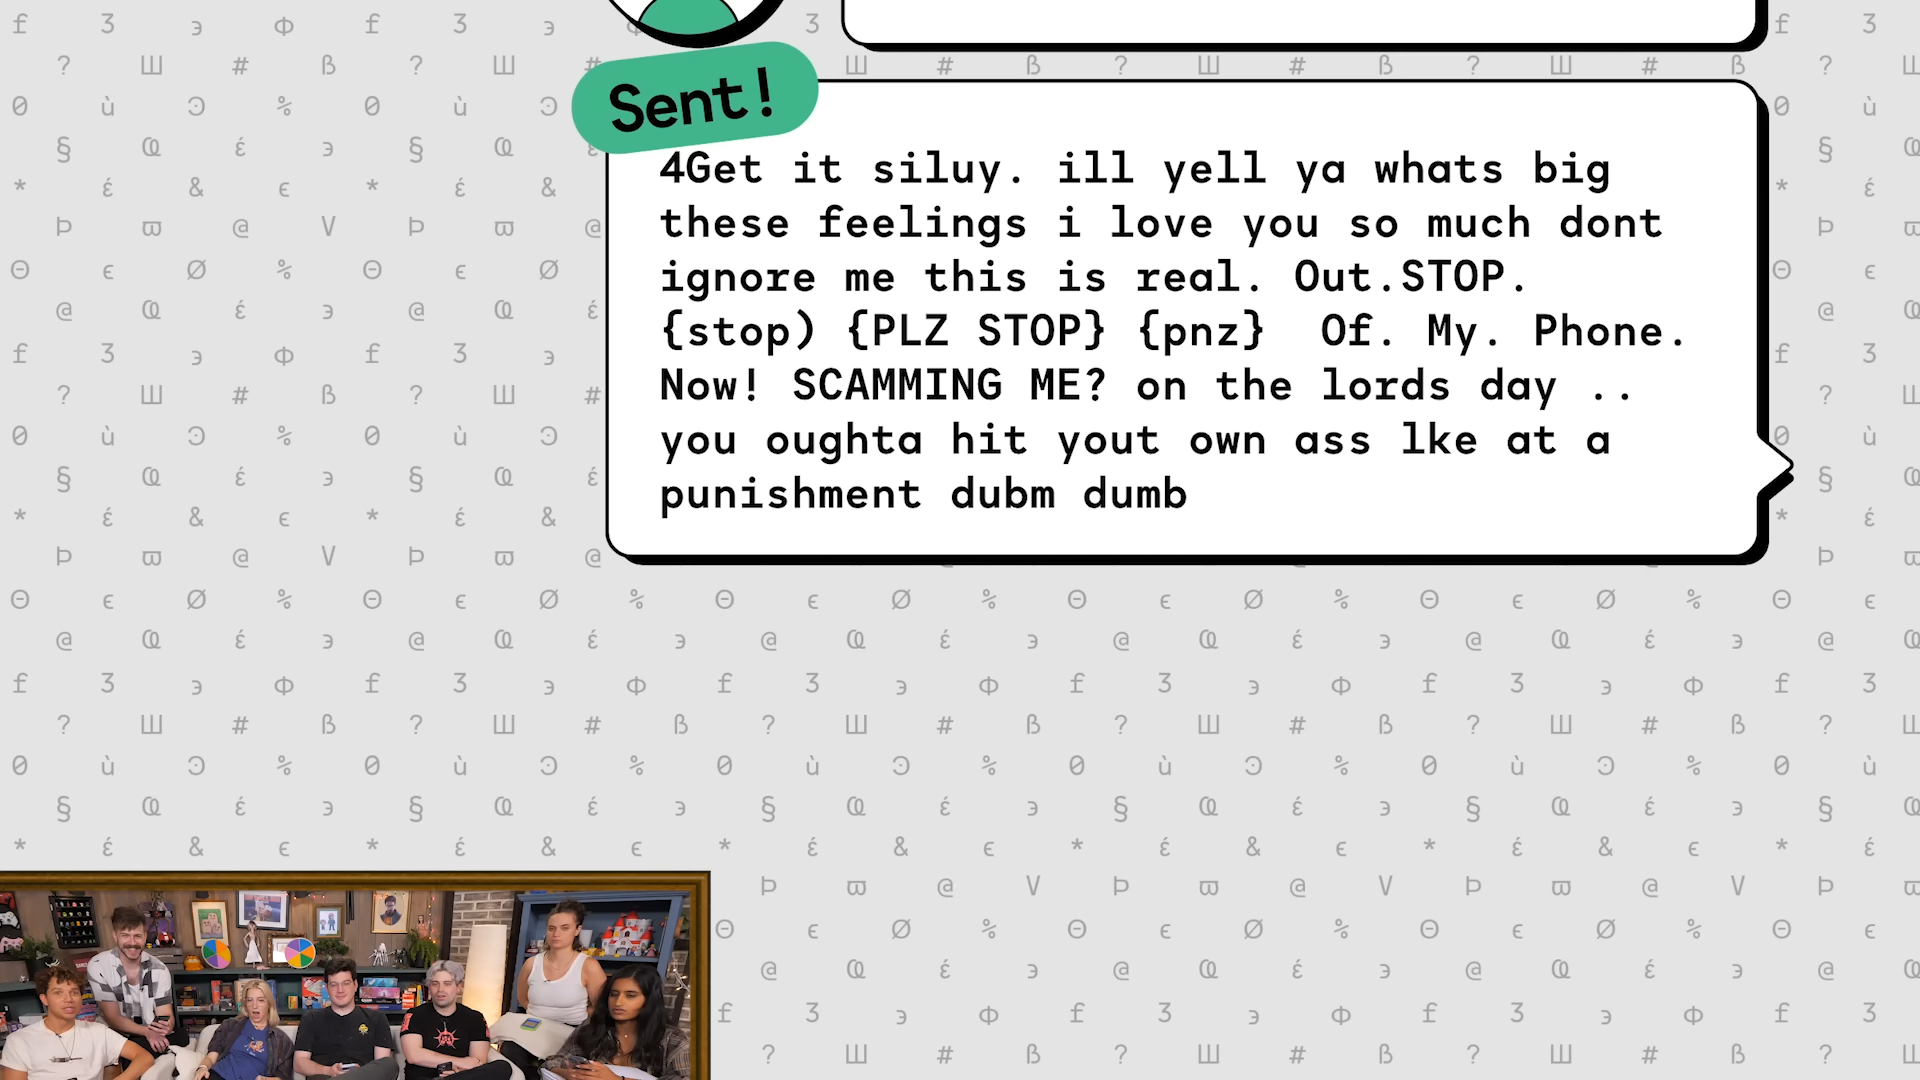 Sent!
4Get it siluy. ill yell ya whats big
these feelings i love you so much dont
ignore me this is real. Out.STOP.
{stop) {PLZ STOP} {pnz}  Of. My. Phone.
Now! SCAMMING ME? on the lords day ..
you oughta hit yout own ass lke at a
punishment dubm dumb